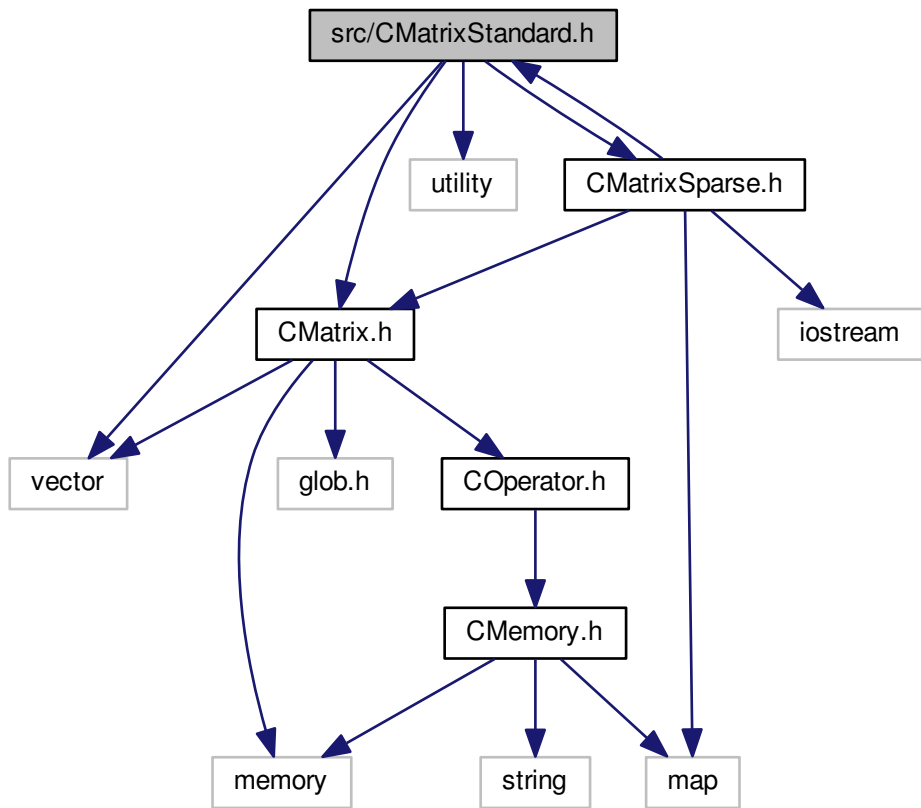 src/CMatrixStandard.h
utility
CMatrixSparse.h
CMatrix.h
iostream
vector
glob.h
COperator.h
CMemory.h
memory
string
map